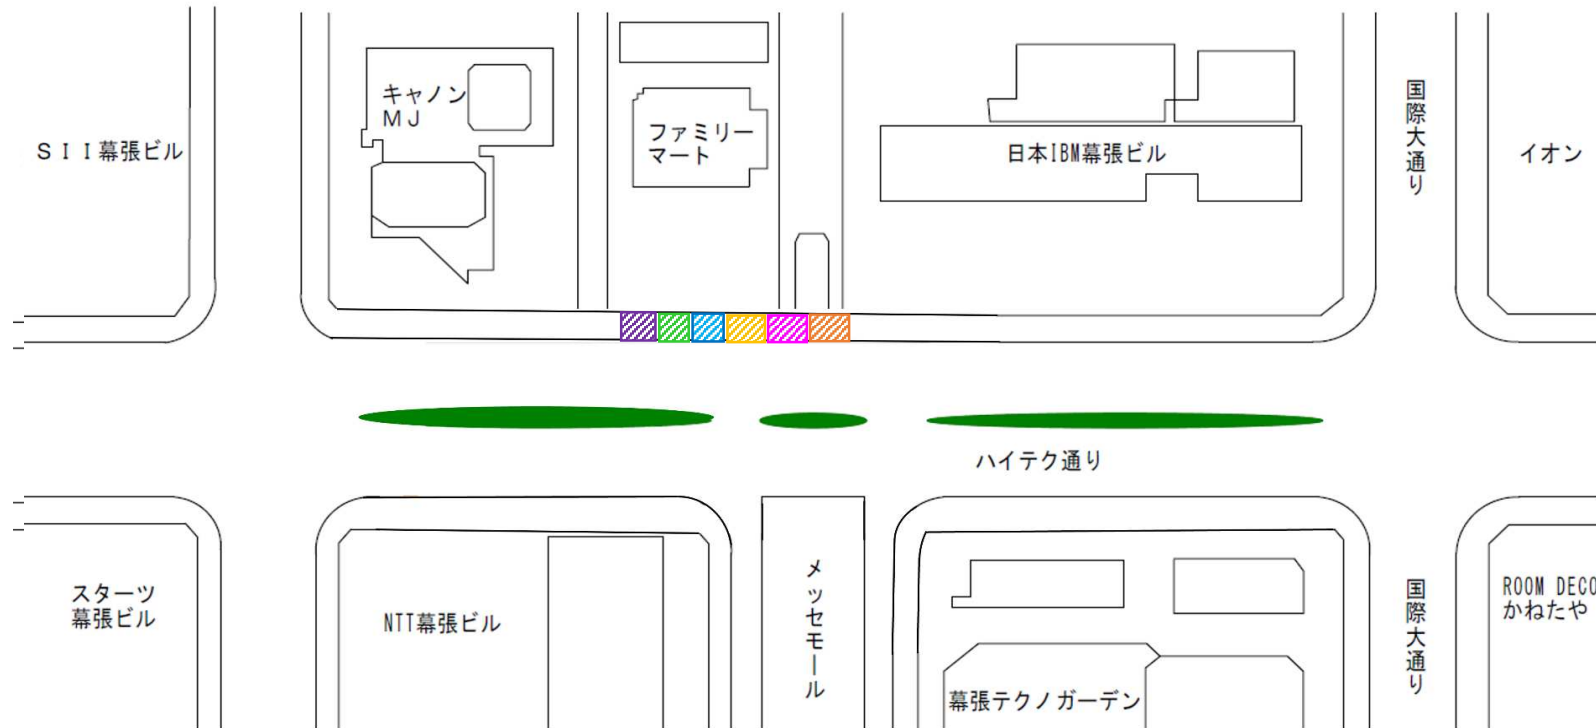 キャノン
ＭＪ
ファミリー
マート
ＳＩＩ幕張ビル
日本IBM幕張ビル
国際大通り
イオン
ハイテク通り
スターツ
幕張ビル
NTT幕張ビル
メッセモール
幕張テクノガーデン
国際大通り
ROOM DECO
かねたや